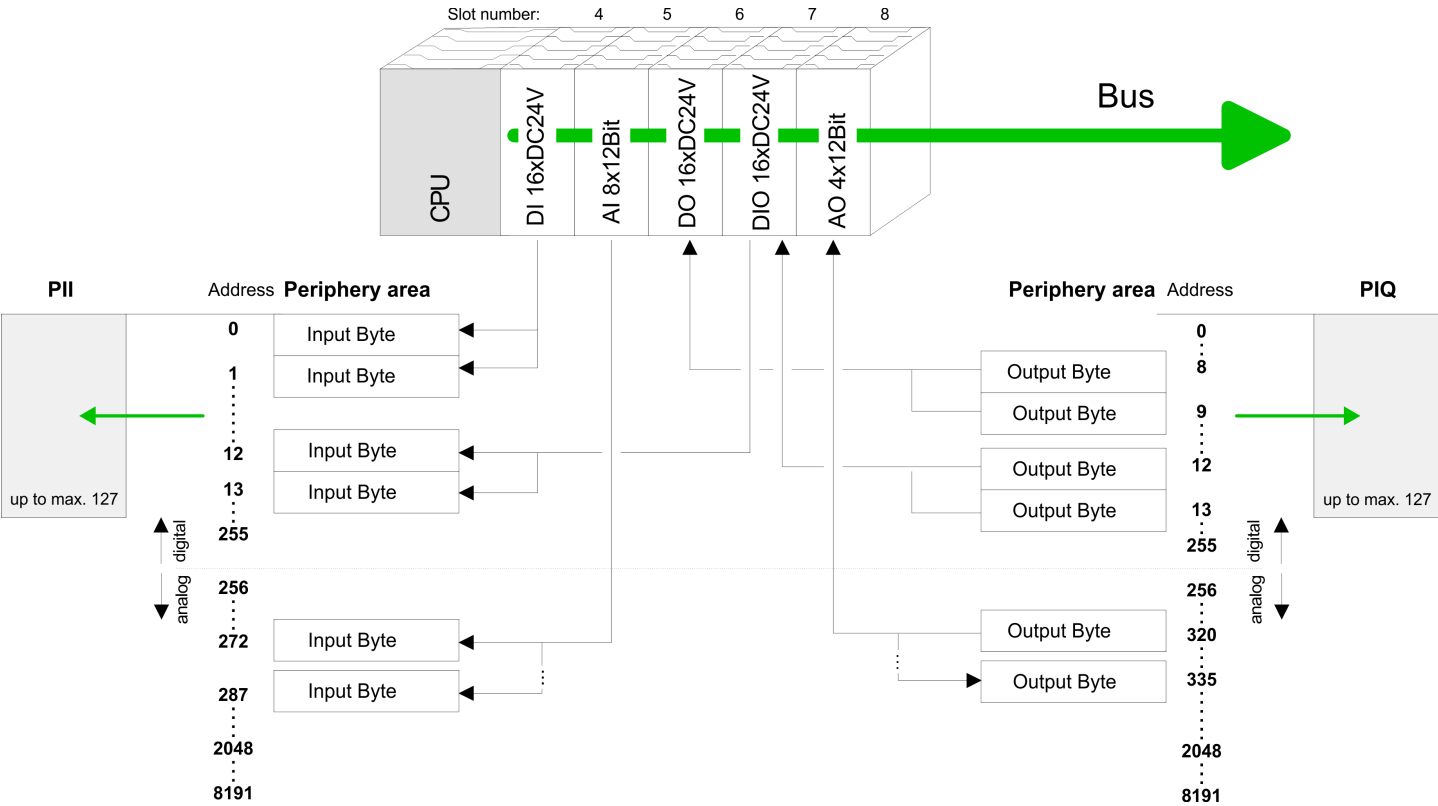 Slot number: 4 5 6 7 8
CPU
DI 16xDC24V
AI 8x12Bit
DO 16xDC24V
DIO 16xDC24V
AO 4x12Bit
Bus
PII
Address Periphery area
0 Input Byte
1 Input Byte
12 Input Byte
13 Input Byte
255
up to max. 127
digital
analog
256
272 Input Byte
287 Input Byte
2048
8191
Periphery area Address
PIQ
0
Output Byte 8
Output Byte 9
Output Byte 12
Output Byte 13
255
up to max. 127
digital
analog
256
Output Byte 320
Output Byte 335
2048
8191